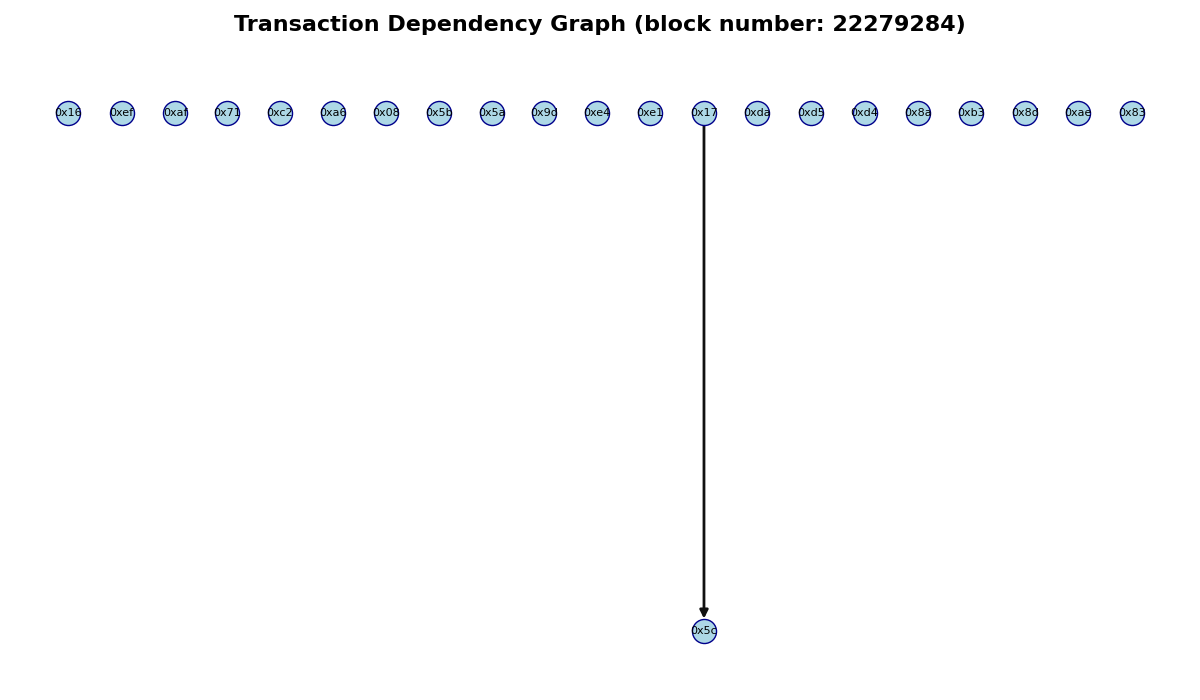 Transaction Dependency Graph (block number: 22279284)
0x16 0xef 0xaf 0x71 0xc2 0xa6 0x08 0x5b 0x5a 0x9d 0xe4 0xe1 0x17 0xda 0xd5 0xd4 0x8a 0xb3 0x8d 0xae 0x83
0x5c